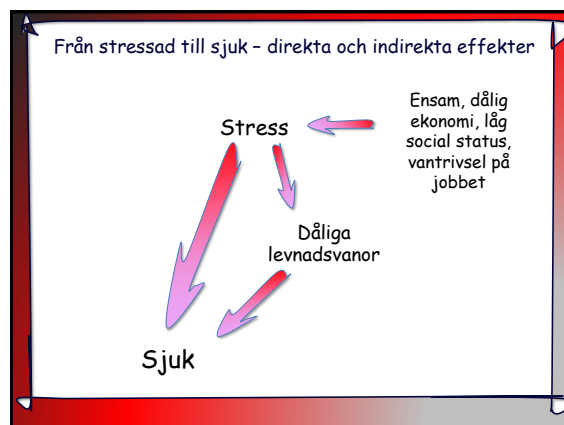 Från stressad till sjuk – direkta och indirekta effekter
Stress
Ensam, dålig
ekonomi, låg
social status,
vantrivsel på
jobbet
Dåliga
levnadsvanor
Sjuk